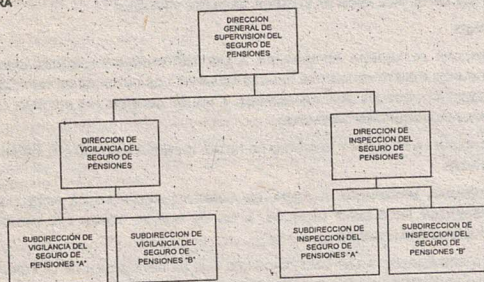 RA
DIRECCION
GENERAL DE
SUPERVISION DEL
SEGURO DE
PENSIONES
DIRECCION DE
VIGILANCIA DEL
SEGURO DE
PENSIONES
DIRECCION DE
INSPECCION DEL
SEGURO DE
PENSIONES
SUBDIRECCIÓN DE
VIGILANCIA DEL
SEGURO DE
PENSIONES "A"
SUBDIRECCION DE
VIGILANCIA DEL
SEGURO DE
PENSIONES "B"
SUBDIRECCION DE
INSPECCION DEL
SEGURO DE
PENSIONES "A"
SUBDIRECCION DE
INSPECCION DEL
SEGURO DE
PENSIONES "B"